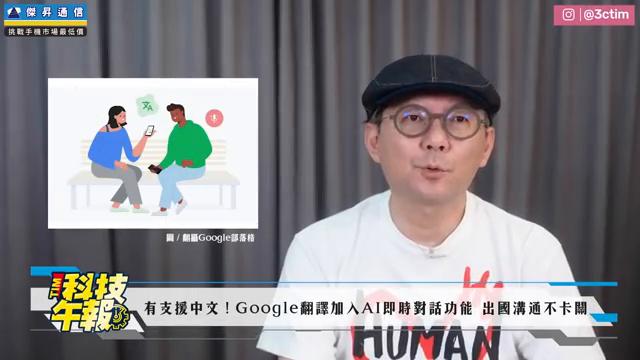 傑昇通信
挑戰手機市場最低價
@3ctim
圖／翻攝Google部落格
科技
午報
有支援中文！Google翻譯加入AI即時對話功能 出國溝通不卡關
HUMAN